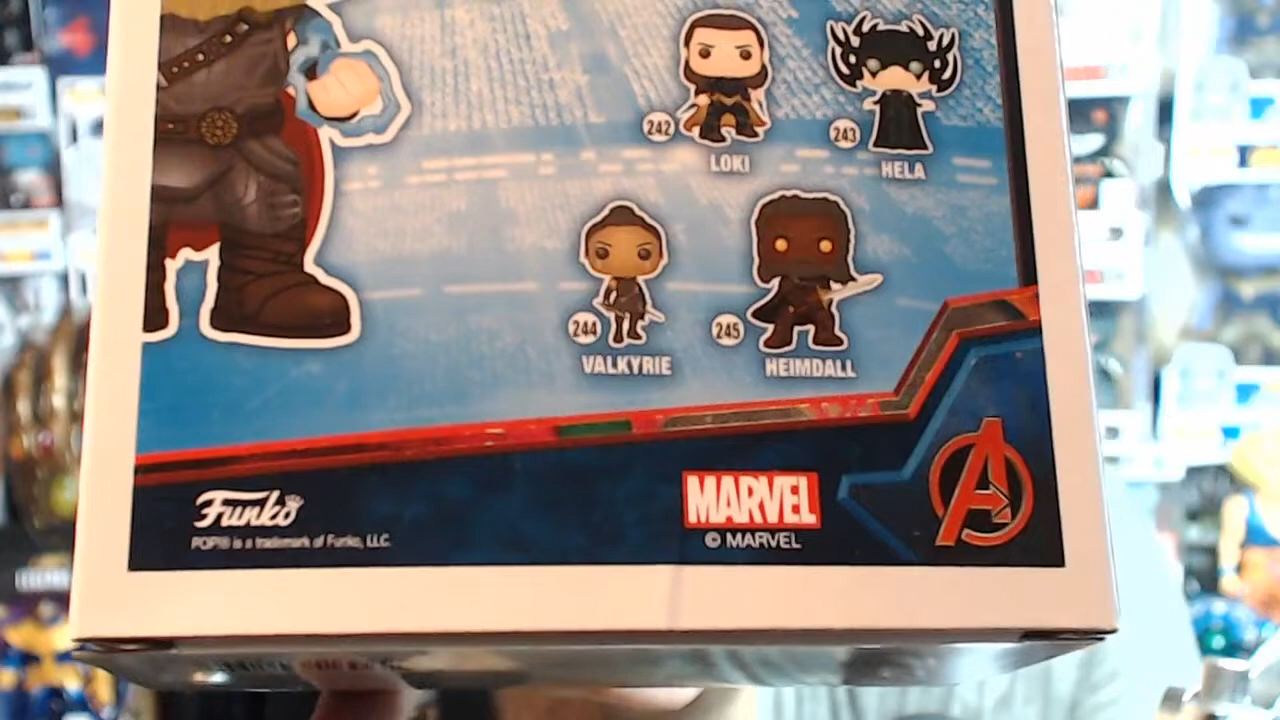 242
LOKI
243
HELA
244
VALKYRIE
245
HEIMDALL
Funko
POP!® is a trademark of Funko, LLC.
MARVEL
© MARVEL